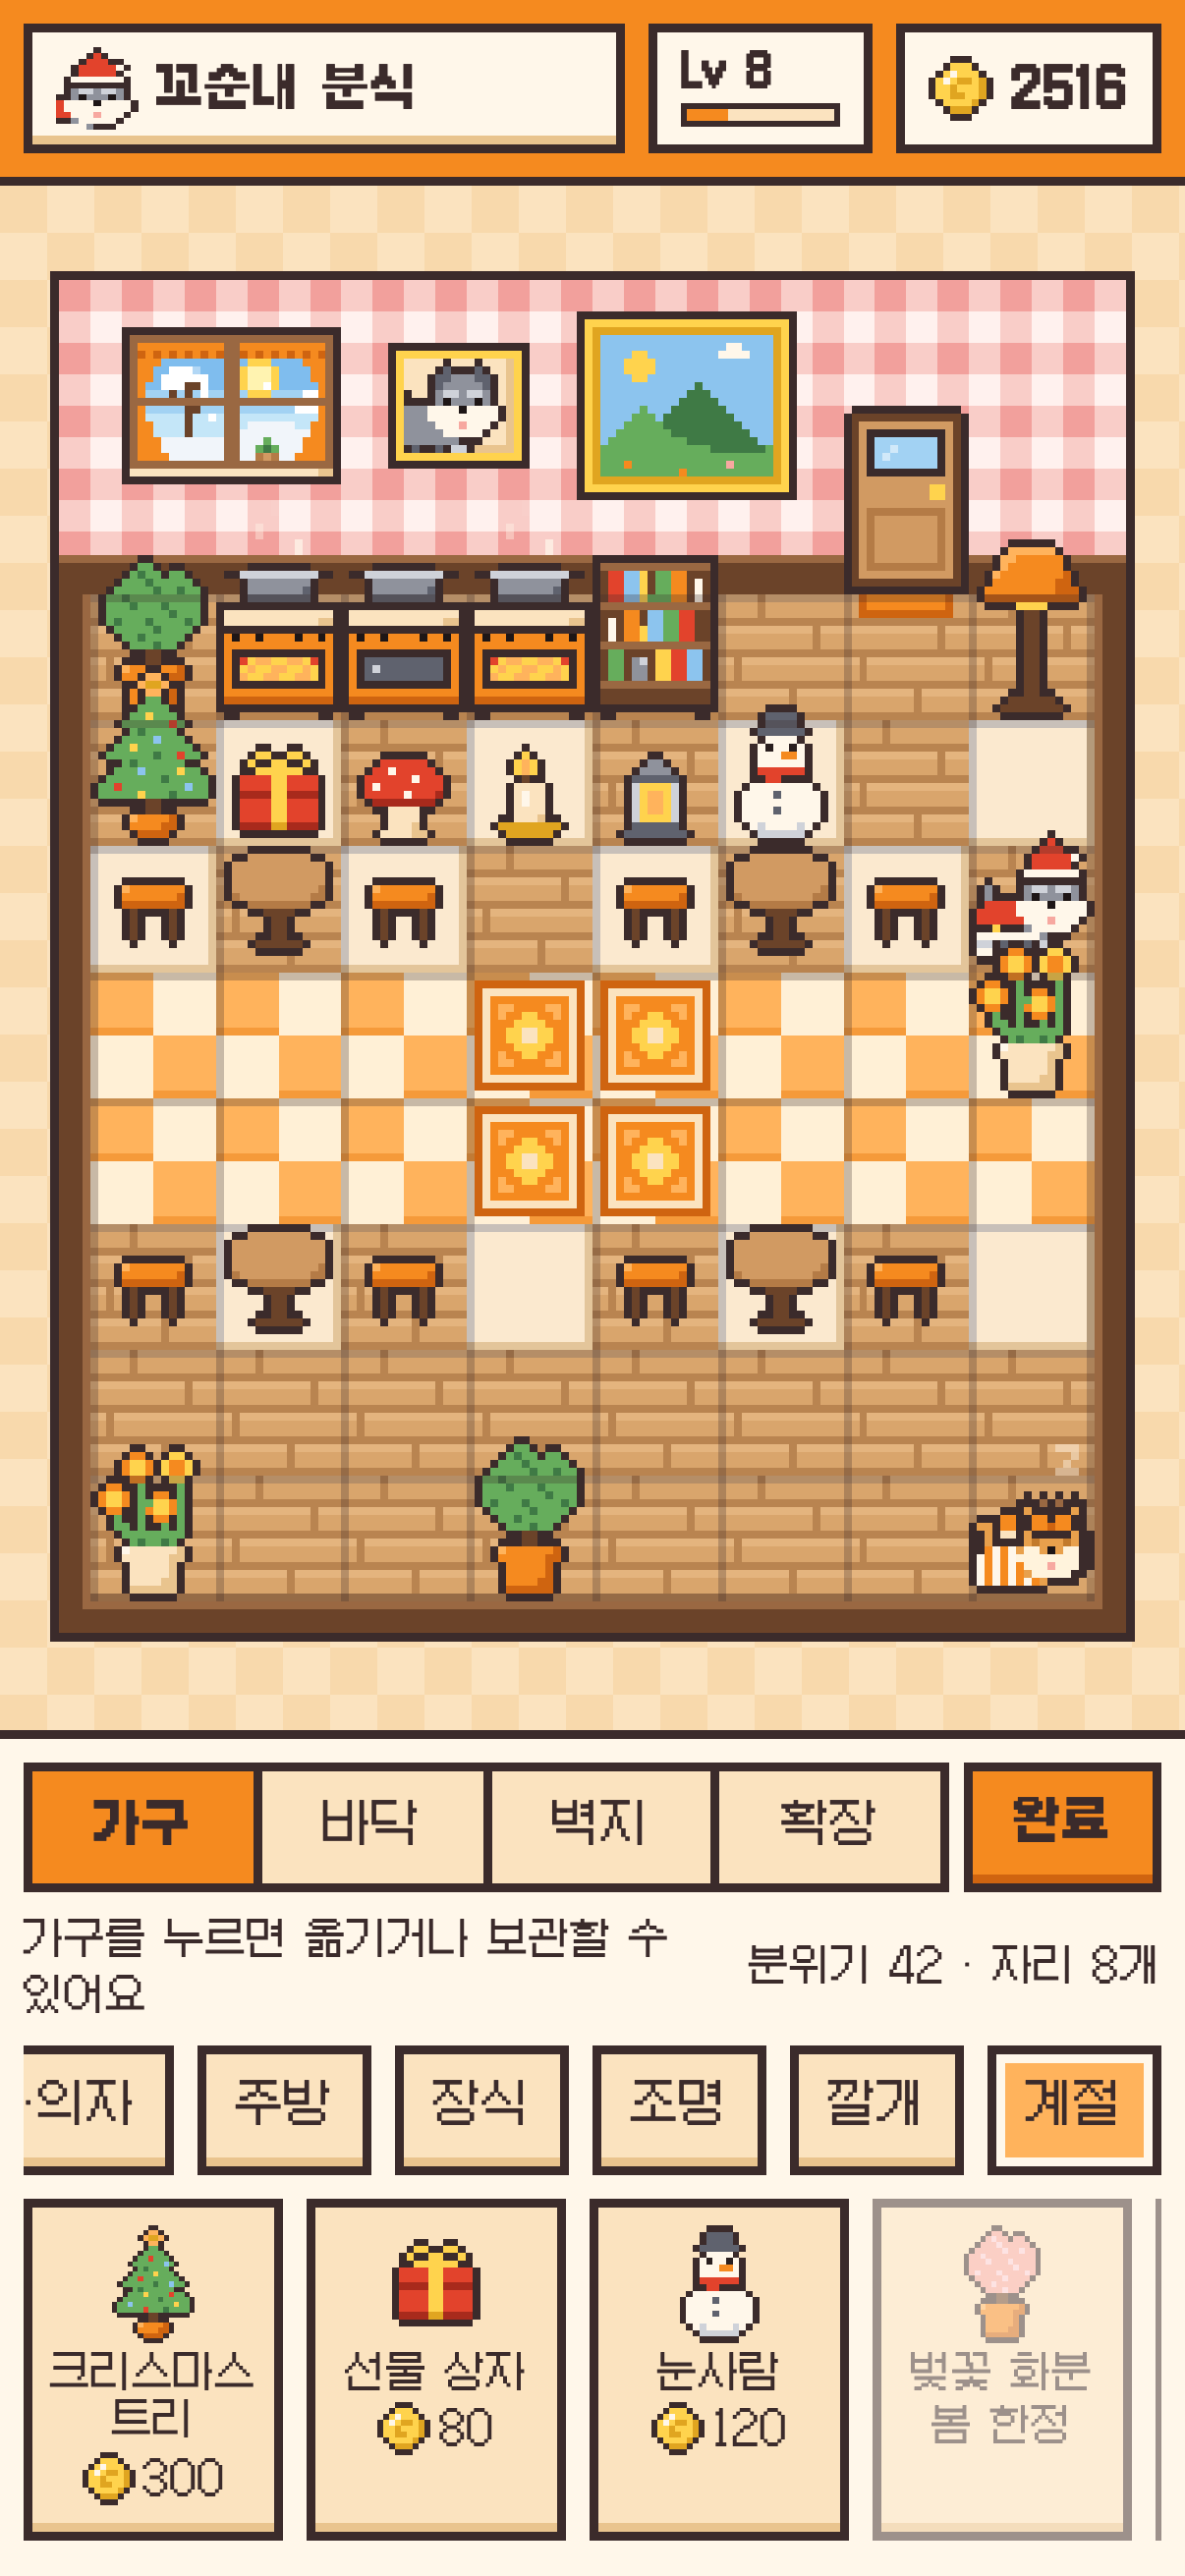 꼬순내 분식
Lv 8
2516
가구
바닥
벽지
확장
완료
가구를 누르면 옮기거나 보관할 수
있어요
분위기 42 · 자리 8개
·의자
주방
장식
조명
깔개
계절
크리스마스
트리
300
선물 상자
80
눈사람
120
벚꽃 화분
봄 한정